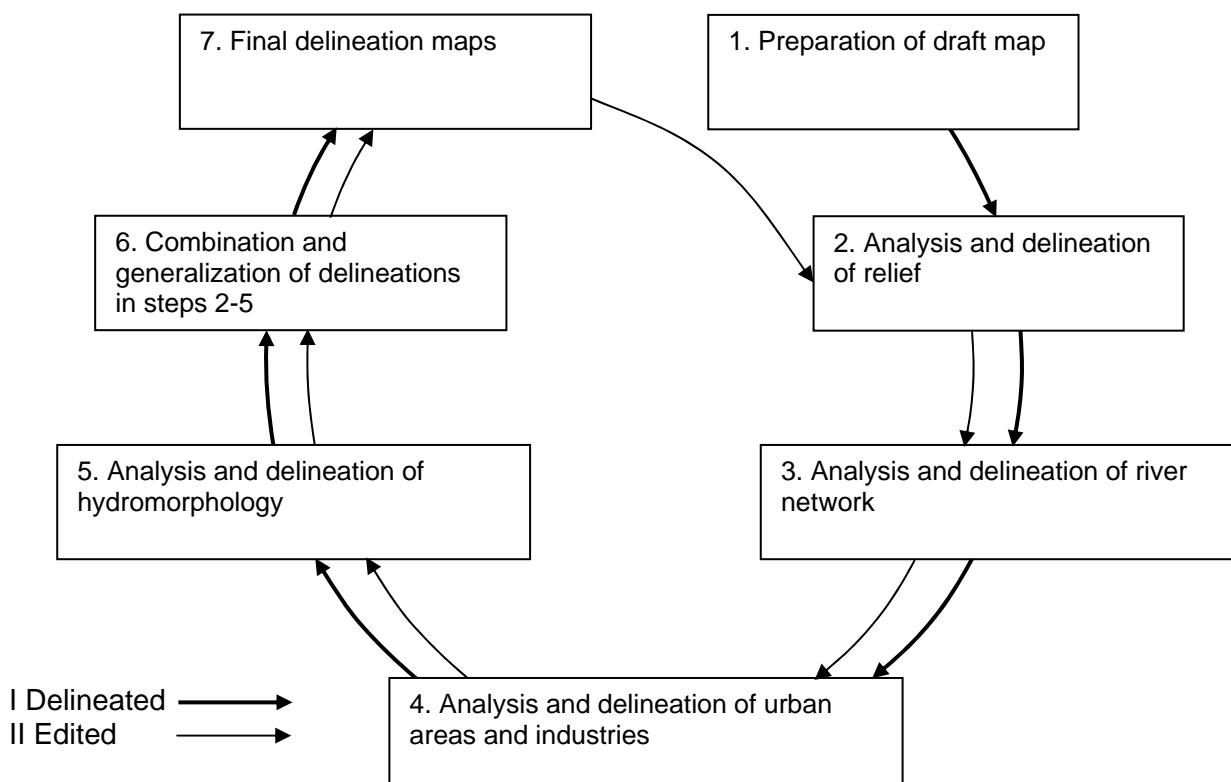 7. Final delineation maps
1. Preparation of draft map
2. Analysis and delineation
of relief
3. Analysis and delineation of river
network
4. Analysis and delineation of urban
areas and industries
5. Analysis and delineation of
hydromorphology
6. Combination and
generalization of delineations
in steps 2-5
I Delineated
II Edited